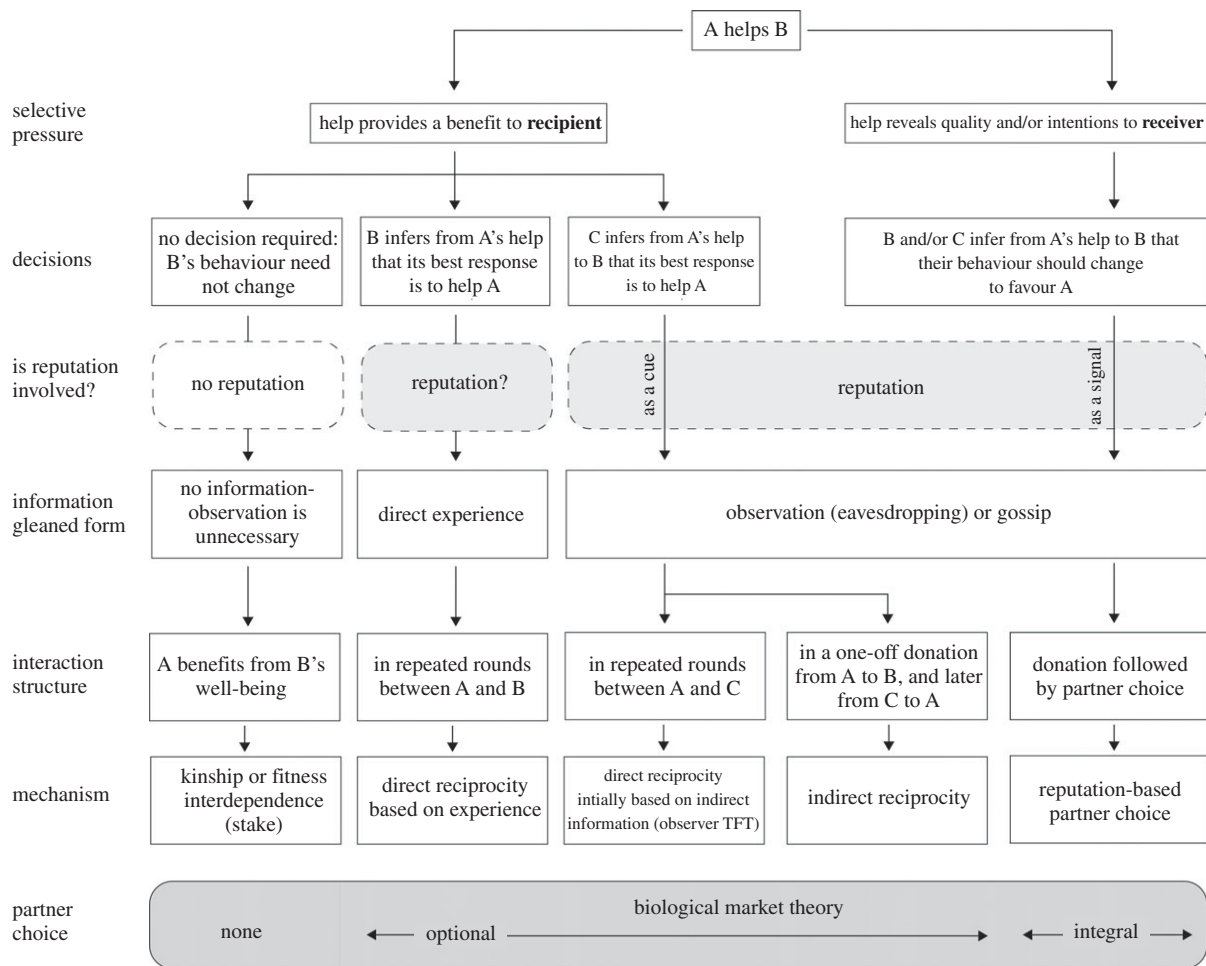 A helps B
selective
pressure
help provides a benefit to recipient
help reveals quality and/or intentions to receiver
decisions
no decision required:
B's behaviour need
not change
B infers from A's help
that its best response
is to help A
C infers from A's help
to B that its best response
is to help A
B and/or C infer from A's help to B that
their behaviour should change
to favour A
is reputation
involved?
no reputation
reputation?
as a cue
reputation
as a signal
information
gleaned form
no information-
observation is
unnecessary
direct experience
observation (eavesdropping) or gossip
interaction
structure
A benefits from B's
well-being
in repeated rounds
between A and B
in repeated rounds
between A and C
in a one-off donation
from A to B, and later
from C to A
donation followed
by partner choice
mechanism
kinship or fitness
interdependence
(stake)
direct reciprocity
based on experience
direct reciprocity
intially based on indirect
information (observer TFT)
indirect reciprocity
reputation-based
partner choice
partner
choice
biological market theory
none
optional
integral